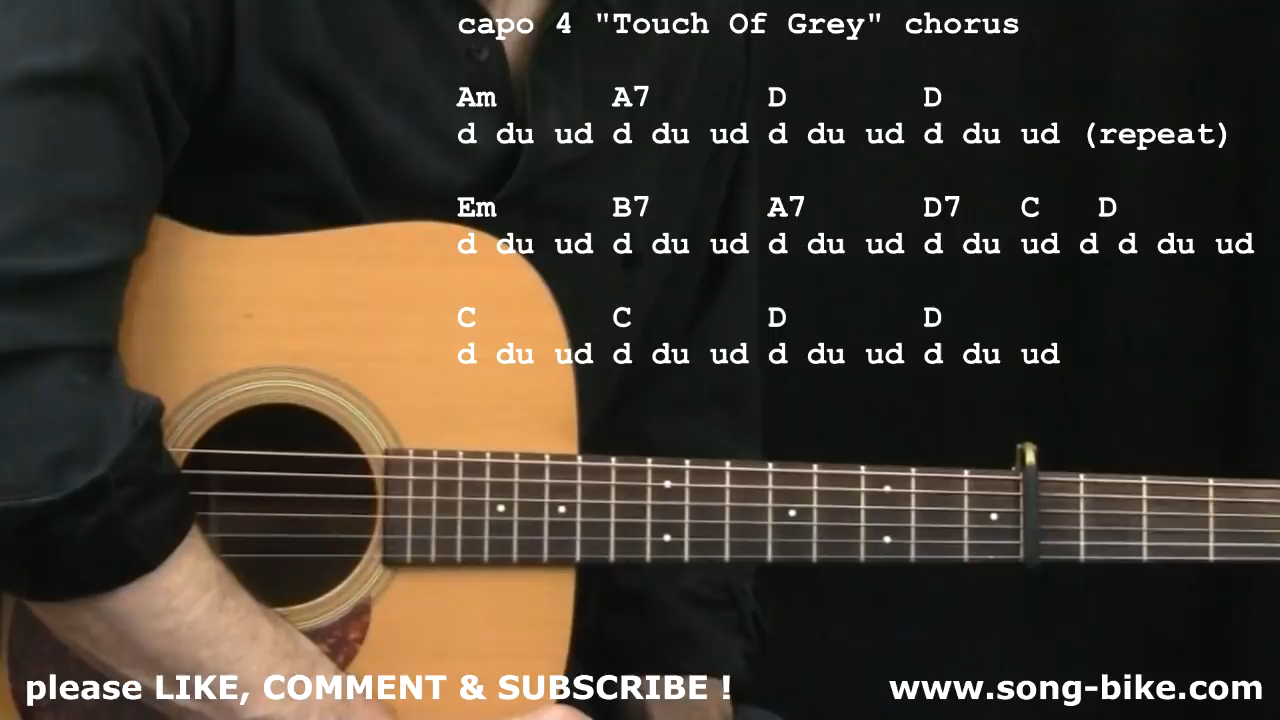 capo 4 "Touch Of Grey" chorus
Am A7 D D
d du ud d du ud d du ud d du ud (repeat)
Em B7 A7 D7 C D
d du ud d du ud d du ud d du ud d d du ud
C C D D
d du ud d du ud d du ud d du ud
please LIKE, COMMENT & SUBSCRIBE !
www.song-bike.com